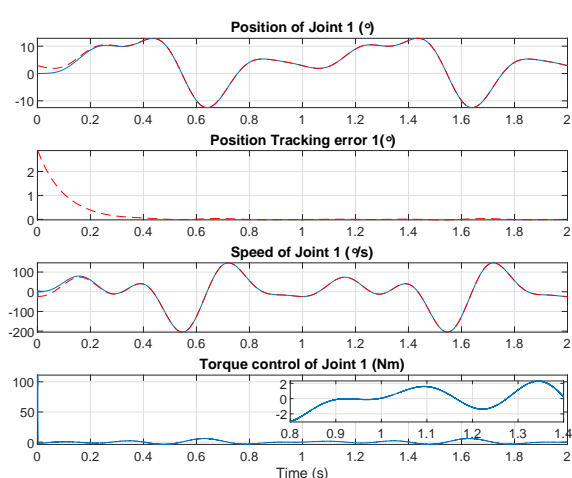 Position of Joint 1 (°)
10
0
-10
0 0.2 0.4 0.6 0.8 1 1.2 1.4 1.6 1.8 2
Position Tracking error 1(°)
2
1
0
0 0.2 0.4 0.6 0.8 1 1.2 1.4 1.6 1.8 2
Speed of Joint 1 (°/s)
100
0
-100
-200
0 0.2 0.4 0.6 0.8 1 1.2 1.4 1.6 1.8 2
Torque control of Joint 1 (Nm)
100
50
0
2
0
-2
0.8 0.9 1 1.1 1.2 1.3 1.4
0 0.2 0.4 0.6 0.8 1 1.2 1.4 1.6 1.8 2
Time (s)